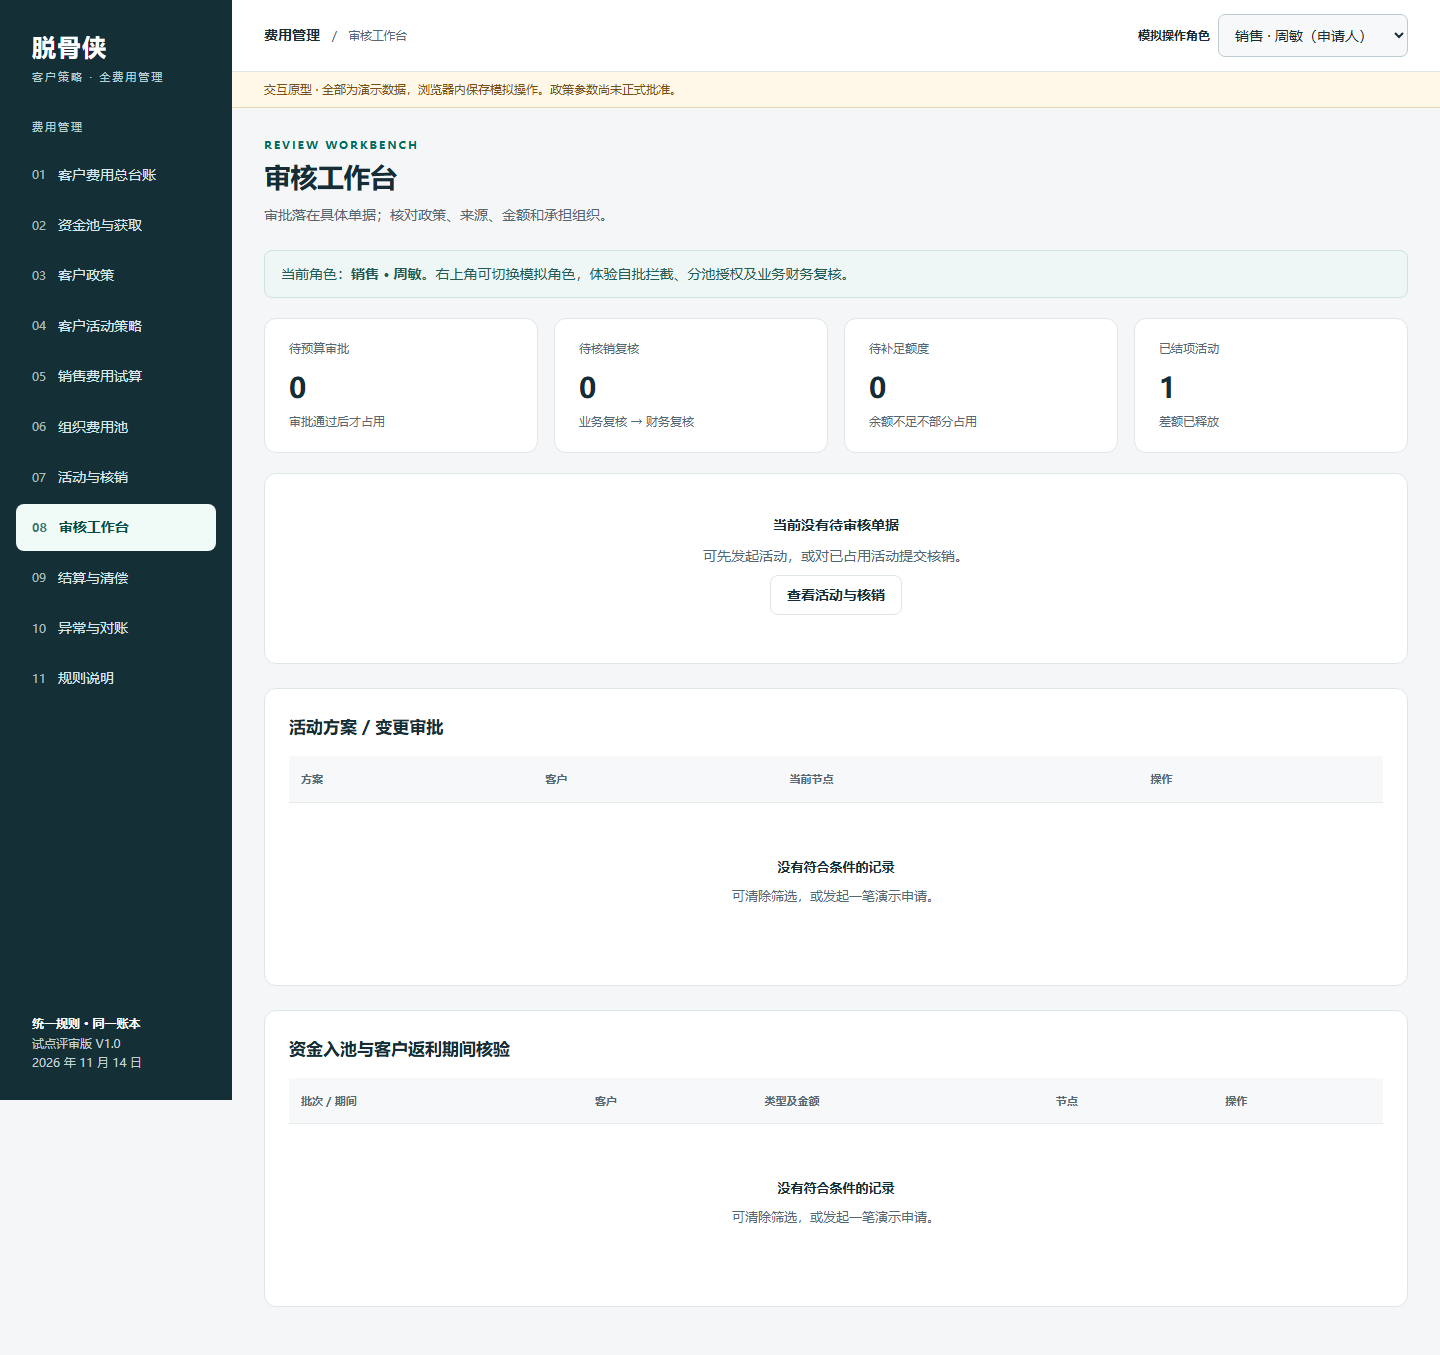 脱骨侠
客户策略 · 全费用管理
费用管理
01 客户费用总台账
02 资金池与获取
03 客户政策
04 客户活动策略
05 销售费用试算
06 组织费用池
07 活动与核销
08 审核工作台
09 结算与清偿
10 异常与对账
11 规则说明
统一规则 • 同一账本
试点评审版 V1.0
2026 年 11 月 14 日
费用管理 / 审核工作台
模拟操作角色 销售 · 周敏（申请人）
交互原型 · 全部为演示数据，浏览器内保存模拟操作。政策参数尚未正式批准。
REVIEW WORKBENCH
审核工作台
审批落在具体单据；核对政策、来源、金额和承担组织。
当前角色：销售 • 周敏。右上角可切换模拟角色，体验自批拦截、分池授权及业务财务复核。
待预算审批
0
审批通过后才占用
待核销复核
0
业务复核 → 财务复核
待补足额度
0
余额不足不部分占用
已结项活动
1
差额已释放
当前没有待审核单据
可先发起活动，或对已占用活动提交核销。
查看活动与核销
活动方案 / 变更审批
方案 客户 当前节点 操作
没有符合条件的记录
可清除筛选，或发起一笔演示申请。
资金入池与客户返利期间核验
批次 / 期间 客户 类型及金额 节点 操作
没有符合条件的记录
可清除筛选，或发起一笔演示申请。